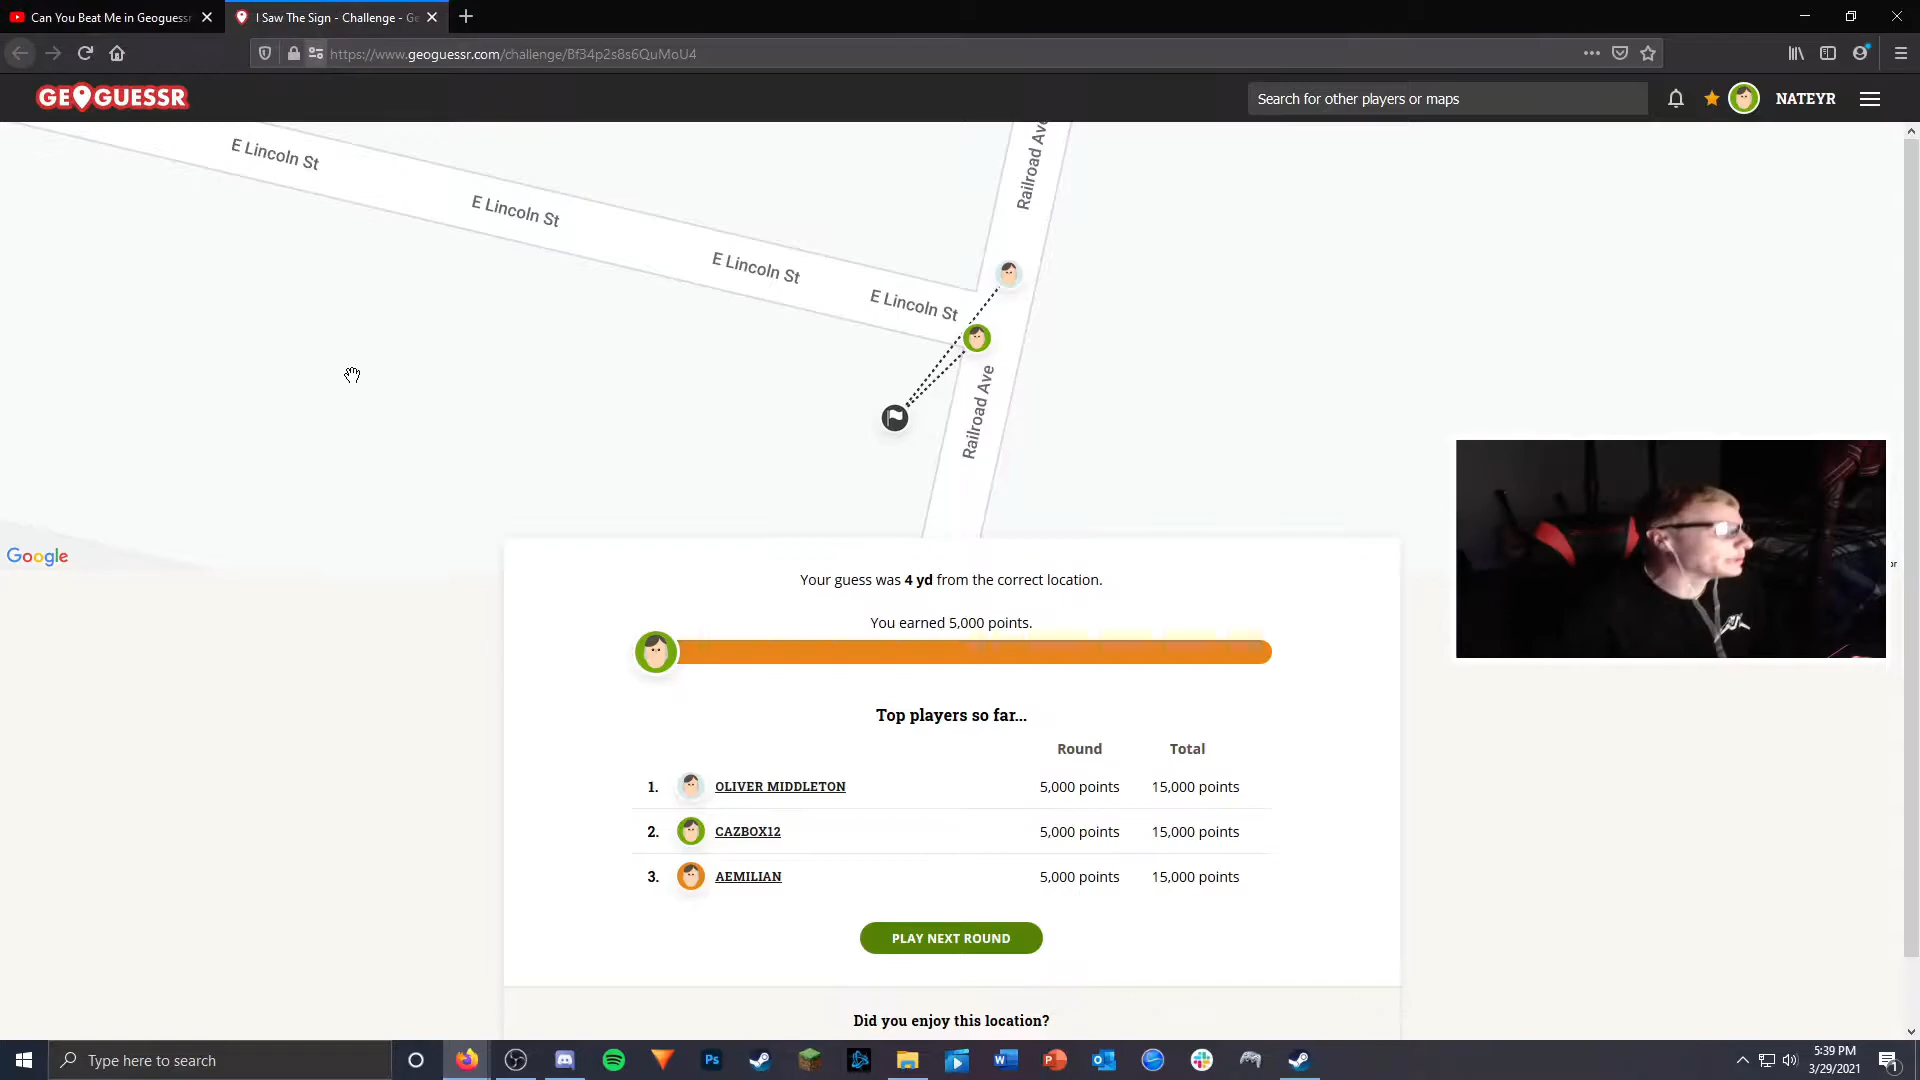 Can You Beat Me in Geoguessr
I Saw The Sign - Challenge - Ge
https://www.geoguessr.com/challenge/Bf34p2s8s6QuMoU4
GEOGUESSR
Search for other players or maps
NATEYR
E Lincoln St
E Lincoln St
E Lincoln St
E Lincoln St
Railroad Ave
Railroad Ave
Google
Your guess was 4 yd from the correct location.
You earned 5,000 points.
Top players so far...
Round Total
1. OLIVER MIDDLETON 5,000 points 15,000 points
2. CAZBOX12 5,000 points 15,000 points
3. AEMILIAN 5,000 points 15,000 points
PLAY NEXT ROUND
Did you enjoy this location?
Type here to search
5:39 PM
3/29/2021